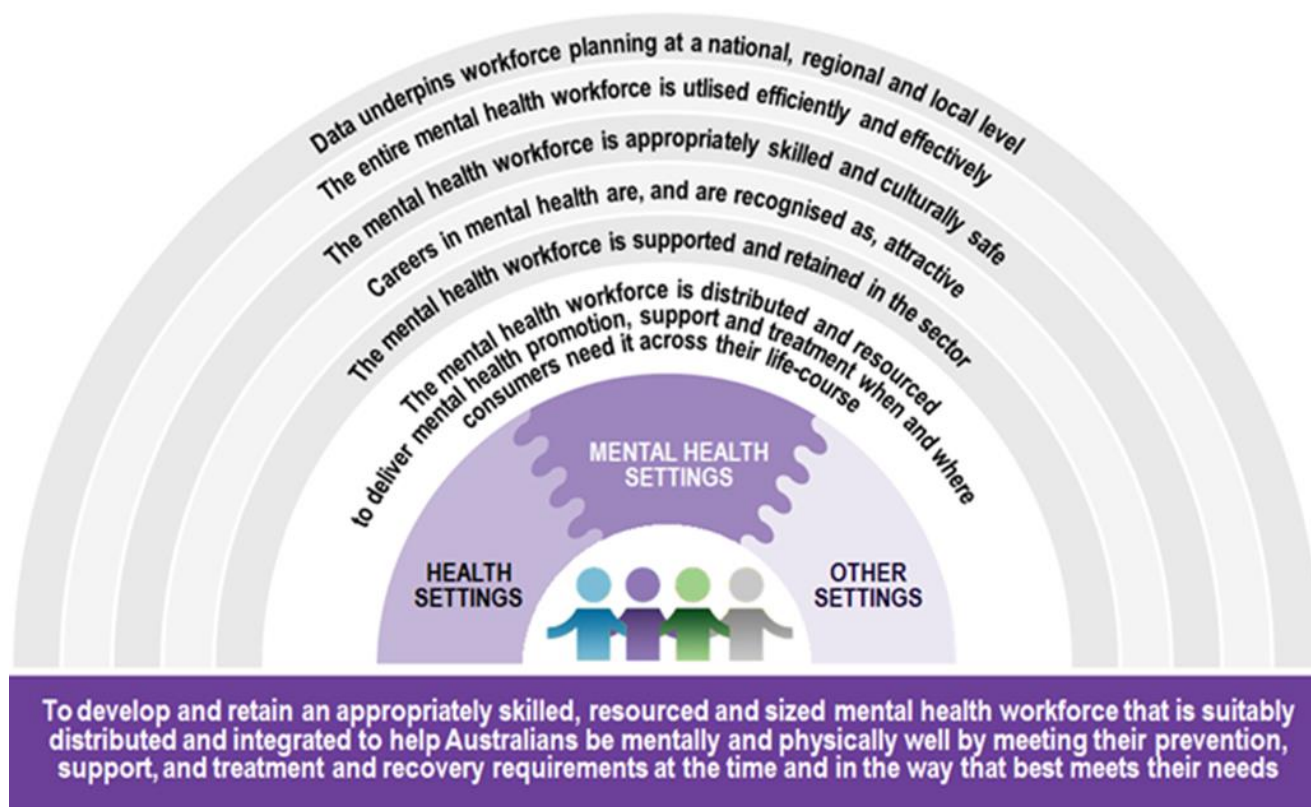 Data underpins workforce planning at a national, regional and local level
The entire mental health workforce is utlised efficiently and effectively
The mental health workforce is appropriately skilled and culturally safe
Careers in mental health are, and are recognised as, attractive
The mental health workforce is supported and retained in the sector
The mental health workforce is distributed and resourced
to deliver mental health promotion, support and treatment when and where
consumers need it across their life-course
MENTAL HEALTH
SETTINGS
HEALTH
SETTINGS
OTHER
SETTINGS
To develop and retain an appropriately skilled, resourced and sized mental health workforce that is suitably
distributed and integrated to help Australians be mentally and physically well by meeting their prevention,
support, and treatment and recovery requirements at the time and in the way that best meets their needs